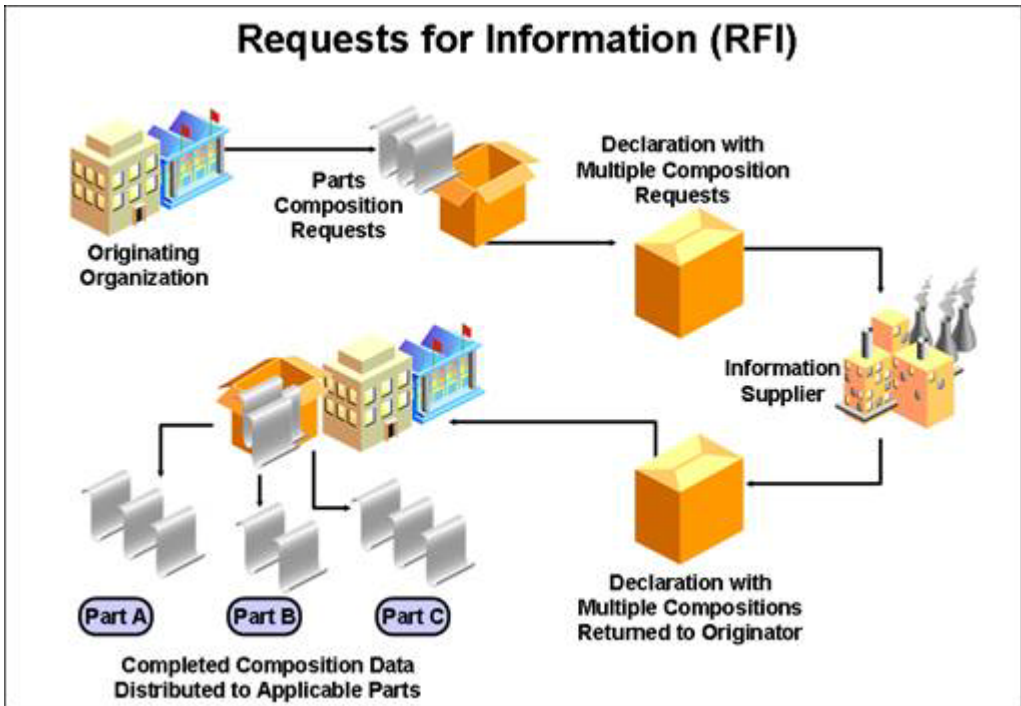 Requests for Information (RFI)
Originating
Organization
Parts
Composition
Requests
Declaration with
Multiple Composition
Requests
Information
Supplier
Declaration with
Multiple Compositions
Returned to Originator
Part A
Part B
Part C
Completed Composition Data
Distributed to Applicable Parts